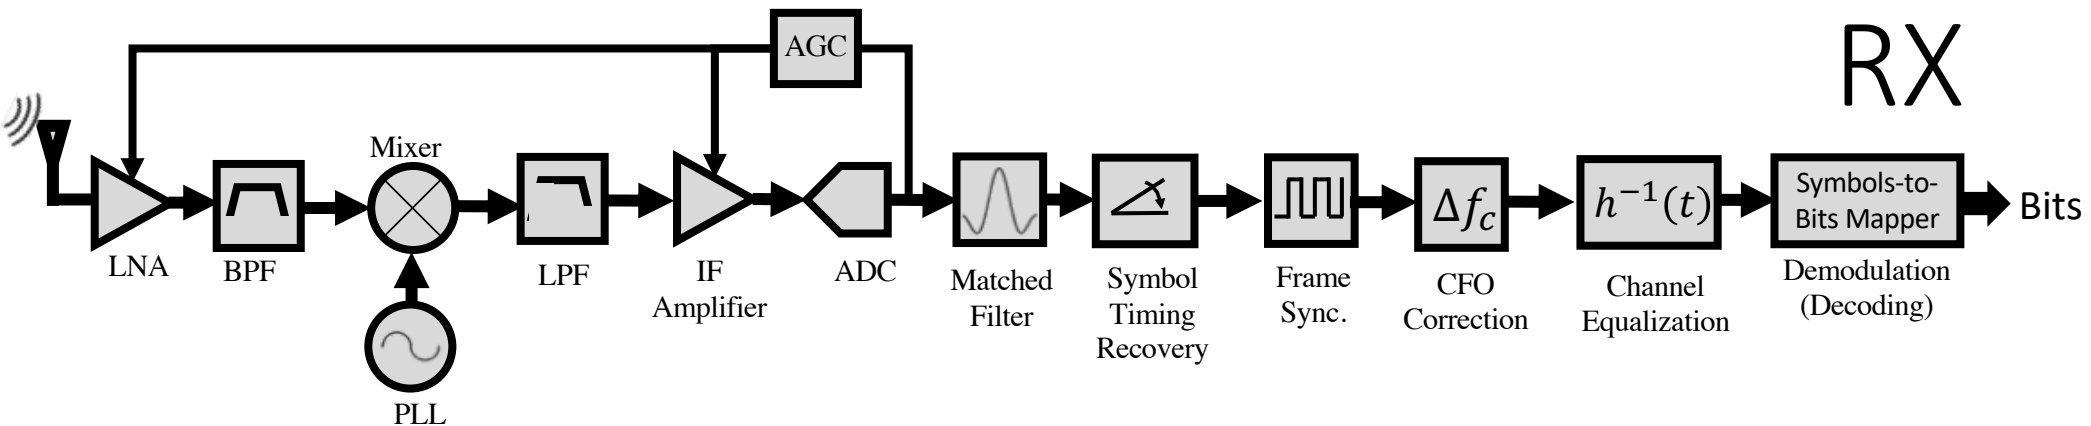 AGC
RX
Mixer
LNA
BPF
LPF
IF
Amplifier
ADC
Matched
Filter
Symbol
Timing
Recovery
Frame
Sync.
Δf_c
CFO
Correction
h⁻¹(t)
Channel
Equalization
Symbols-to-
Bits Mapper
Demodulation
(Decoding)
Bits
PLL